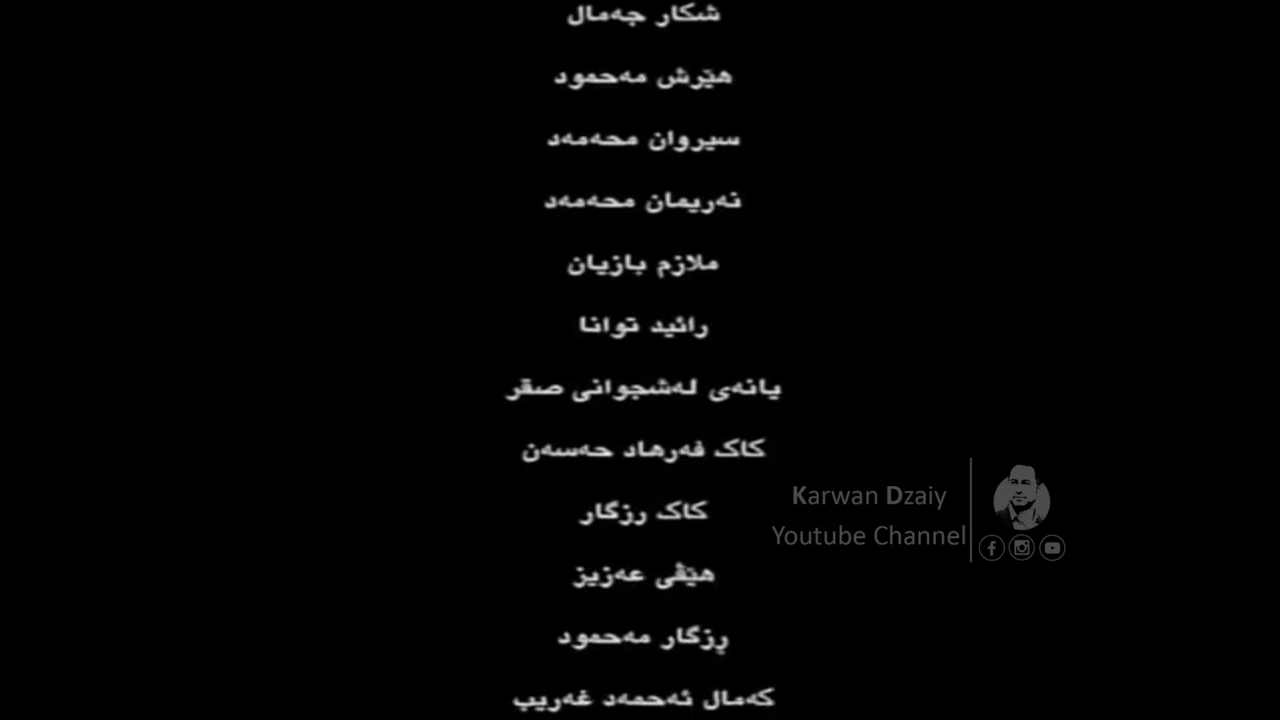 شکار جەمال
هێرش مەحمود
سیروان محەمەد
نەریمان محەمەد
ملازم بازیان
رائید توانا
یانەی لەشجوانی صقر
کاک فەرهاد حەسەن
کاک رزگار
هێڤی عەزیز
ڕزگار مەحمود
کەمال ئەحمەد غەریب
Karwan Dzaiy
Youtube Channel